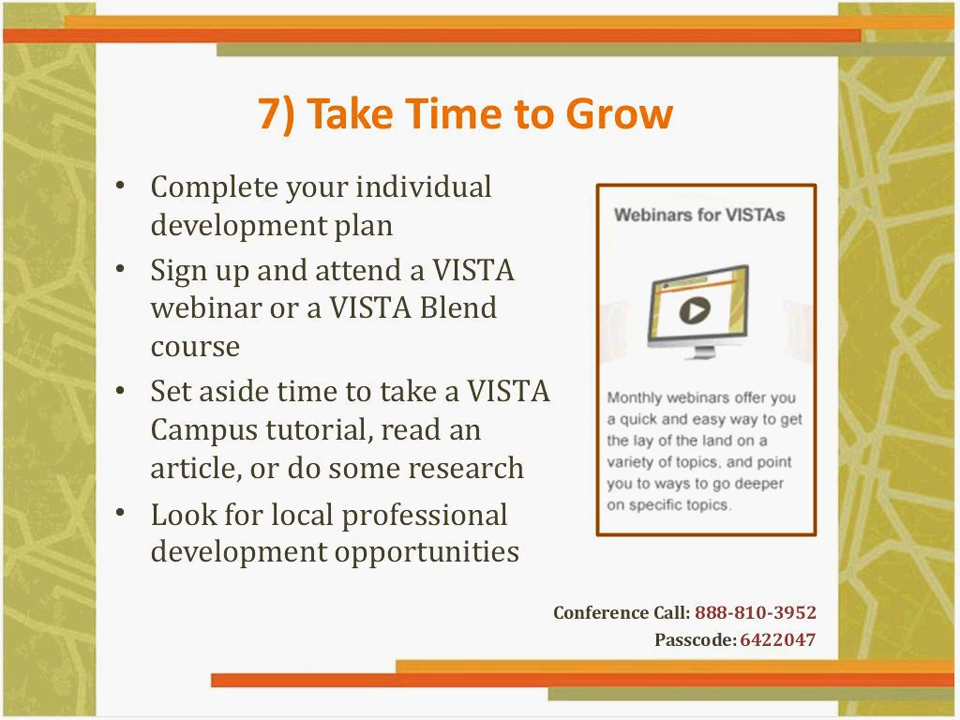 7) Take Time to Grow
• Complete your individual
development plan
• Sign up and attend a VISTA
webinar or a VISTA Blend
course
• Set aside time to take a VISTA
Campus tutorial, read an
article, or do some research
• Look for local professional
development opportunities
Webinars for VISTAs
Monthly webinars offer you
a quick and easy way to get
the lay of the land on a
variety of topics, and point
you to ways to go deeper
on specific topics.
Conference Call: 888-810-3952
Passcode: 6422047